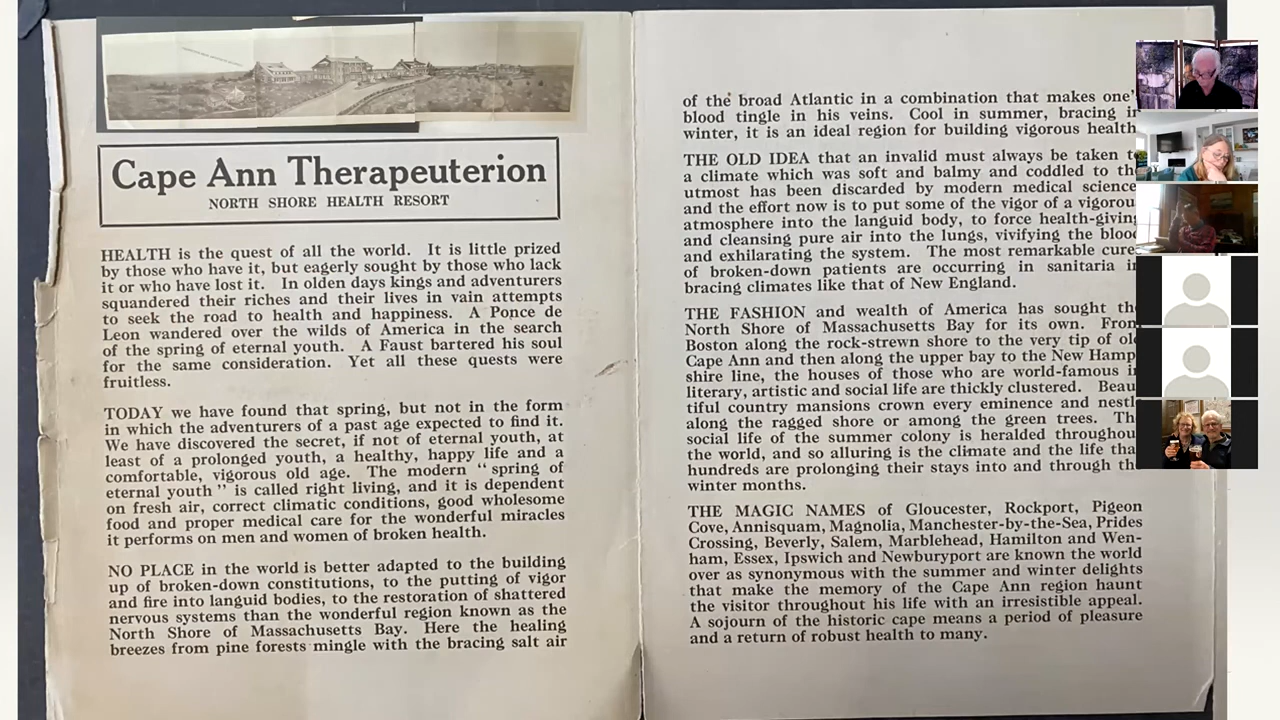 Cape Ann Therapeuterion
NORTH SHORE HEALTH RESORT
HEALTH is the quest of all the world. It is little prized
by those who have it, but eagerly sought by those who lack
it or who have lost it. In olden days kings and adventurers
squandered their riches and their lives in vain attempts
to seek the road to health and happiness. A Ponce de
Leon wandered over the wilds of America in the search
of the spring of eternal youth. A Faust bartered his soul
for the same consideration. Yet all these quests were
fruitless.
TODAY we have found that spring, but not in the form
in which the adventurers of a past age expected to find it.
We have discovered the secret, if not of eternal youth, at
least of a prolonged youth, a healthy, happy life and a
comfortable, vigorous old age. The modern “ spring of
eternal youth ” is called right living, and it is dependent
on fresh air, correct climatic conditions, good wholesome
food and proper medical care for the wonderful miracles
it performs on men and women of broken health.
NO PLACE in the world is better adapted to the building
up of broken-down constitutions, to the putting of vigor
and fire into languid bodies, to the restoration of shattered
nervous systems than the wonderful region known as the
North Shore of Massachusetts Bay. Here the healing
breezes from pine forests mingle with the bracing salt air
of the broad Atlantic in a combination that makes one'
blood tingle in his veins. Cool in summer, bracing in
winter, it is an ideal region for building vigorous health
THE OLD IDEA that an invalid must always be taken t
a climate which was soft and balmy and coddled to th
utmost has been discarded by modern medical science
and the effort now is to put some of the vigor of a vigorou
atmosphere into the languid body, to force health-giving
and cleansing pure air into the lungs, vivifying the bloo
and exhilarating the system. The most remarkable cure
of broken-down patients are occurring in sanitaria i
bracing climates like that of New England.
THE FASHION and wealth of America has sought th
North Shore of Massachusetts Bay for its own. From
Boston along the rock-strewn shore to the very tip of ol
Cape Ann and then along the upper bay to the New Hamp
shire line, the houses of those who are world-famous i
literary, artistic and social life are thickly clustered. Beau
tiful country mansions crown every eminence and nestl
along the ragged shore or among the green trees. Th
social life of the summer colony is heralded throughou
the world, and so alluring is the climate and the life tha
hundreds are prolonging their stays into and through th
winter months.
THE MAGIC NAMES of Gloucester, Rockport, Pigeon
Cove, Annisquam, Magnolia, Manchester-by-the-Sea, Prides
Crossing, Beverly, Salem, Marblehead, Hamilton and Wen-
ham, Essex, Ipswich and Newburyport are known the world
over as synonymous with the summer and winter delights
that make the memory of the Cape Ann region haunt
the visitor throughout his life with an irresistible appeal.
A sojourn of the historic cape means a period of pleasure
and a return of robust health to many.